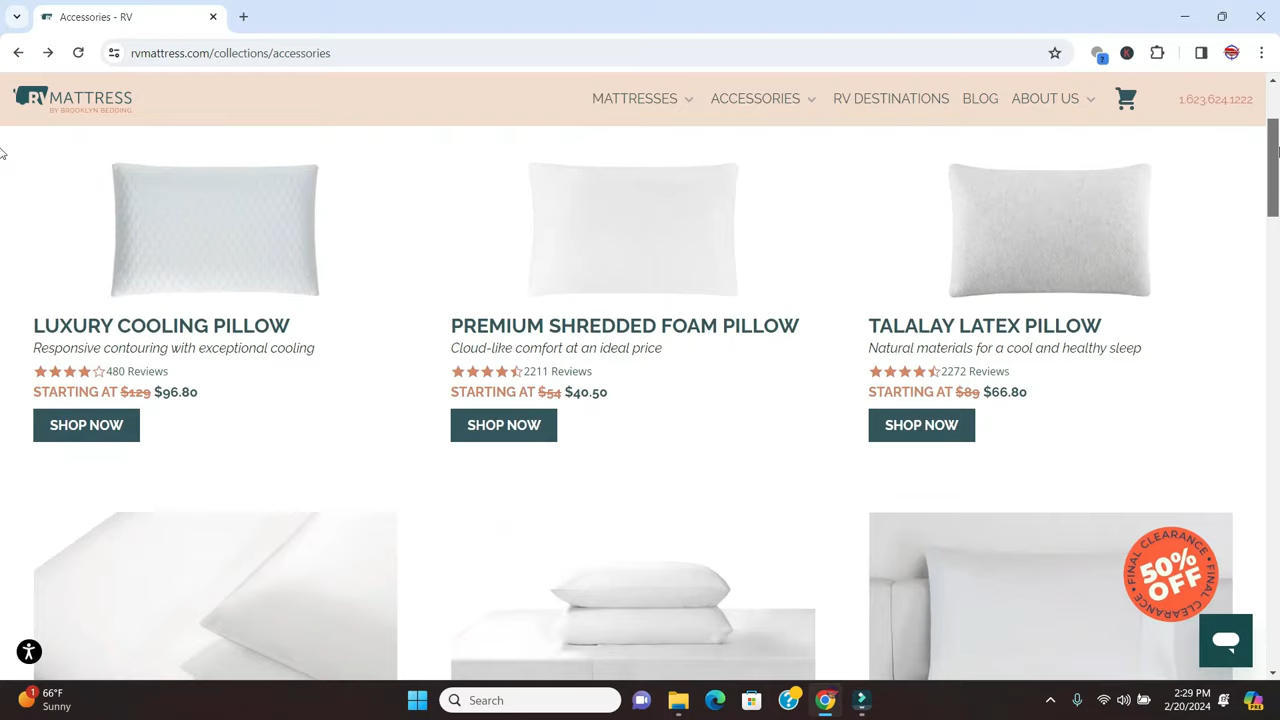 Accessories - RV
rvmattress.com/collections/accessories
RV MATTRESS
BY BROOKLYN BEDDING
MATTRESSES
ACCESSORIES
RV DESTINATIONS
BLOG
ABOUT US
1.623.624.1222
LUXURY COOLING PILLOW
Responsive contouring with exceptional cooling
480 Reviews
STARTING AT $129 $96.80
SHOP NOW
PREMIUM SHREDDED FOAM PILLOW
Cloud-like comfort at an ideal price
2211 Reviews
STARTING AT $54 $40.50
SHOP NOW
TALALAY LATEX PILLOW
Natural materials for a cool and healthy sleep
2272 Reviews
STARTING AT $89 $66.80
SHOP NOW
FINAL CLEARANCE
50%
OFF
FINAL CLEARANCE
1
66°F
Sunny
Search
2:29 PM
2/20/2024